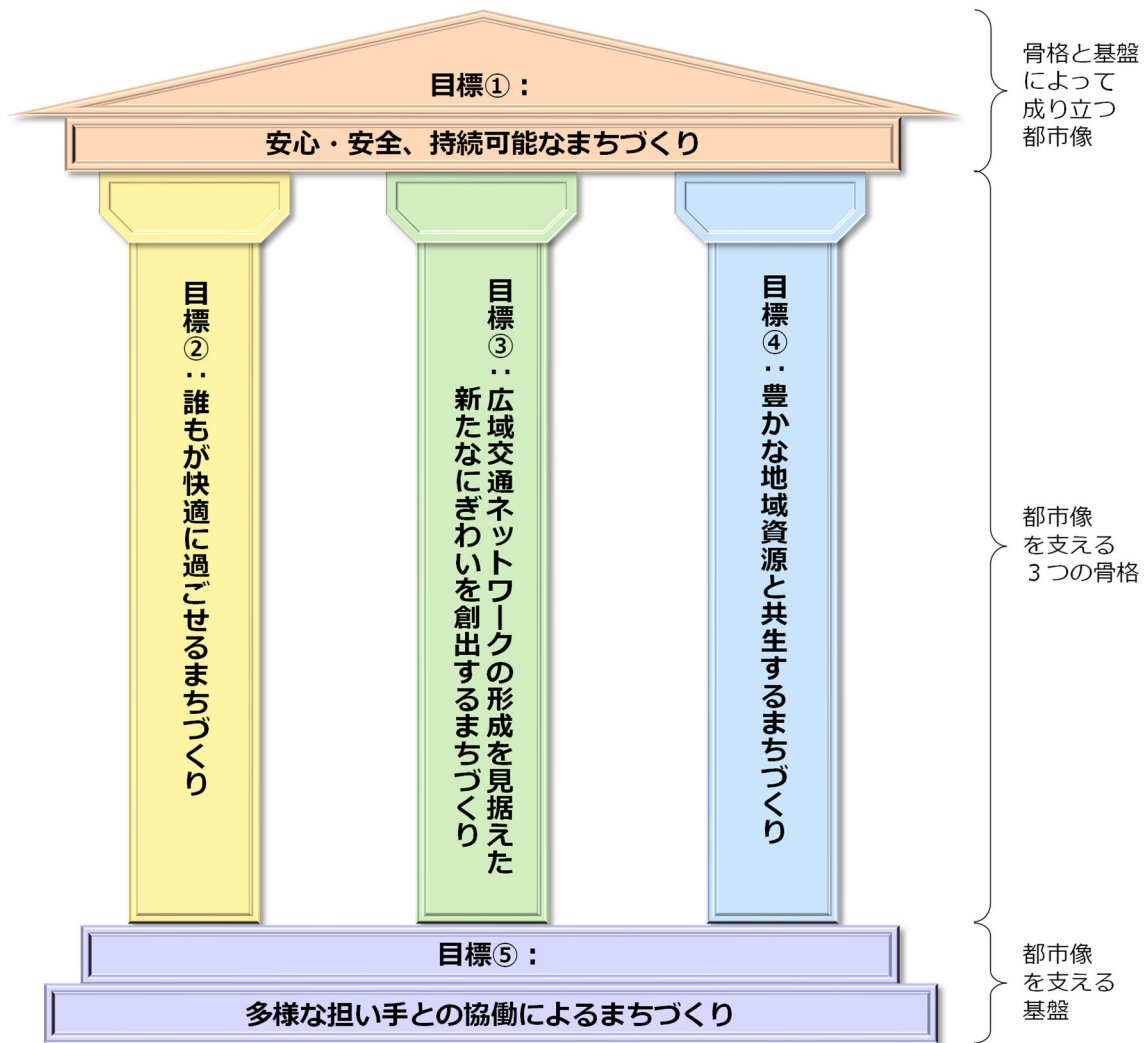 目標①：
安心・安全、持続可能なまちづくり
骨格と基盤
によって
成り立つ
都市像
目標②：誰もが快適に過ごせるまちづくり
目標③：広域交通ネットワークの形成を見据えた
新たなにぎわいを創出するまちづくり
目標④：豊かな地域資源と共生するまちづくり
都市像
を支える
３つの骨格
目標⑤：
多様な担い手との協働によるまちづくり
都市像
を支える
基盤